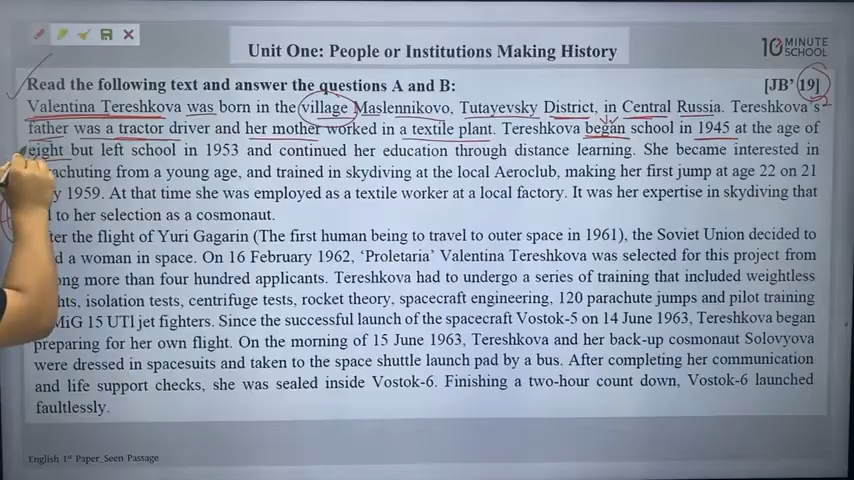 Unit One: People or Institutions Making History
10 MINUTE SCHOOL
Read the following text and answer the questions A and B: [JB' 19]
Valentina Tereshkova was born in the village Maslennikovo, Tutayevsky District, in Central Russia. Tereshkova's
father was a tractor driver and her mother worked in a textile plant. Tereshkova began school in 1945 at the age of
eight but left school in 1953 and continued her education through distance learning. She became interested in
achuting from a young age, and trained in skydiving at the local Aeroclub, making her first jump at age 22 on 21
y 1959. At that time she was employed as a textile worker at a local factory. It was her expertise in skydiving that
to her selection as a cosmonaut.
ter the flight of Yuri Gagarin (The first human being to travel to outer space in 1961), the Soviet Union decided to
d a woman in space. On 16 February 1962, ‘Proletaria’ Valentina Tereshkova was selected for this project from
ong more than four hundred applicants. Tereshkova had to undergo a series of training that included weightless
hts, isolation tests, centrifuge tests, rocket theory, spacecraft engineering, 120 parachute jumps and pilot training
MiG 15 UTI jet fighters. Since the successful launch of the spacecraft Vostok-5 on 14 June 1963, Tereshkova began
preparing for her own flight. On the morning of 15 June 1963, Tereshkova and her back-up cosmonaut Solovyova
were dressed in spacesuits and taken to the space shuttle launch pad by a bus. After completing her communication
and life support checks, she was sealed inside Vostok-6. Finishing a two-hour count down, Vostok-6 launched
faultlessly.
English 1st Paper_Seen Passage